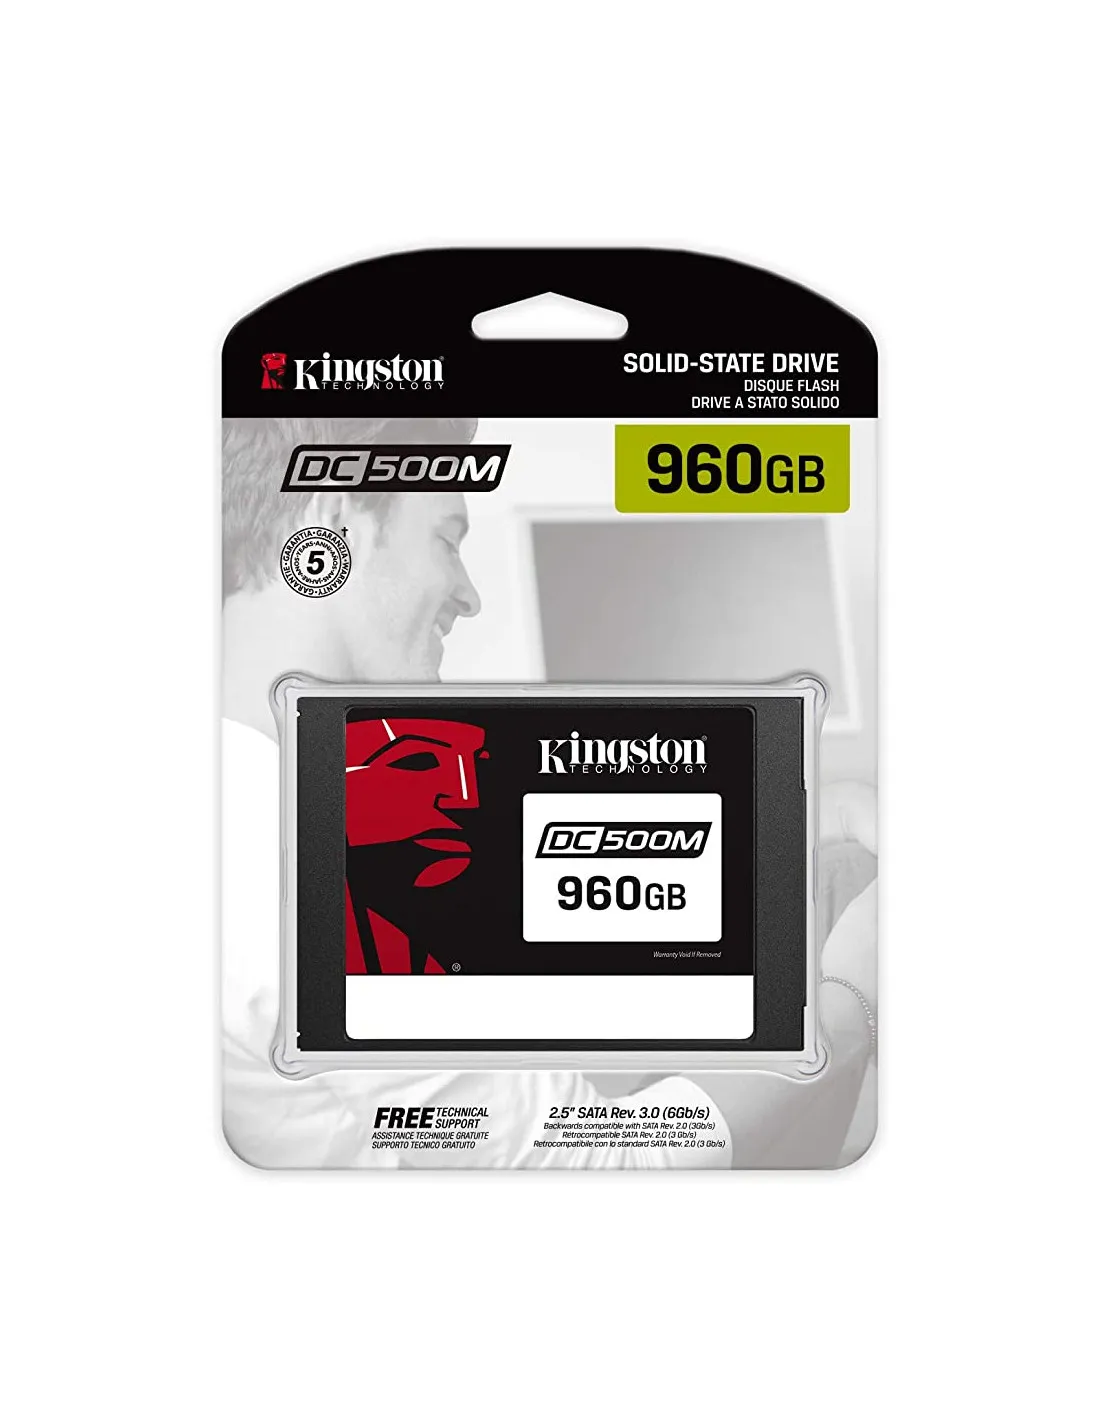 Kingston®
TECHNOLOGY
SOLID-STATE DRIVE
DISQUE FLASH
DRIVE A STATO SOLIDO
DC500M
960GB
†
5
Kingston®
TECHNOLOGY
DC500M
960GB
Warranty Void If Removed
®
FREE TECHNICAL SUPPORT
ASSISTANCE TECHNIQUE GRATUITE
SUPPORTO TECNICO GRATUITO
2.5" SATA Rev. 3.0 (6Gb/s)
Backwards compatible with SATA Rev. 2.0 (3Gb/s)
Rétrocompatible SATA Rev. 2.0 (3 Gb/s)
Retrocompatibile con lo standard SATA Rev. 2.0 (3 Gb/s)